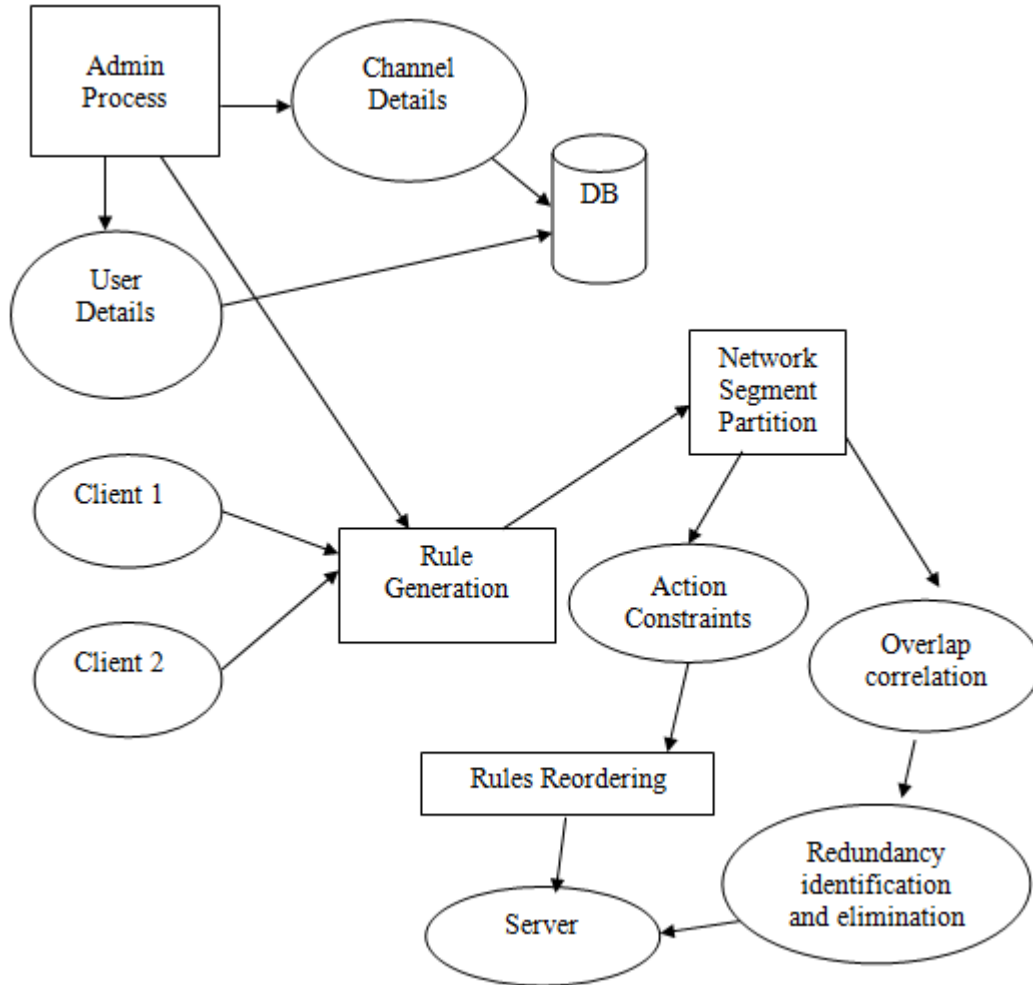 Admin
Process
Channel
Details
DB
User
Details
Network
Segment
Partition
Client 1
Rule
Generation
Action
Constraints
Client 2
Overlap
correlation
Rules Reordering
Redundancy
identification
and elimination
Server